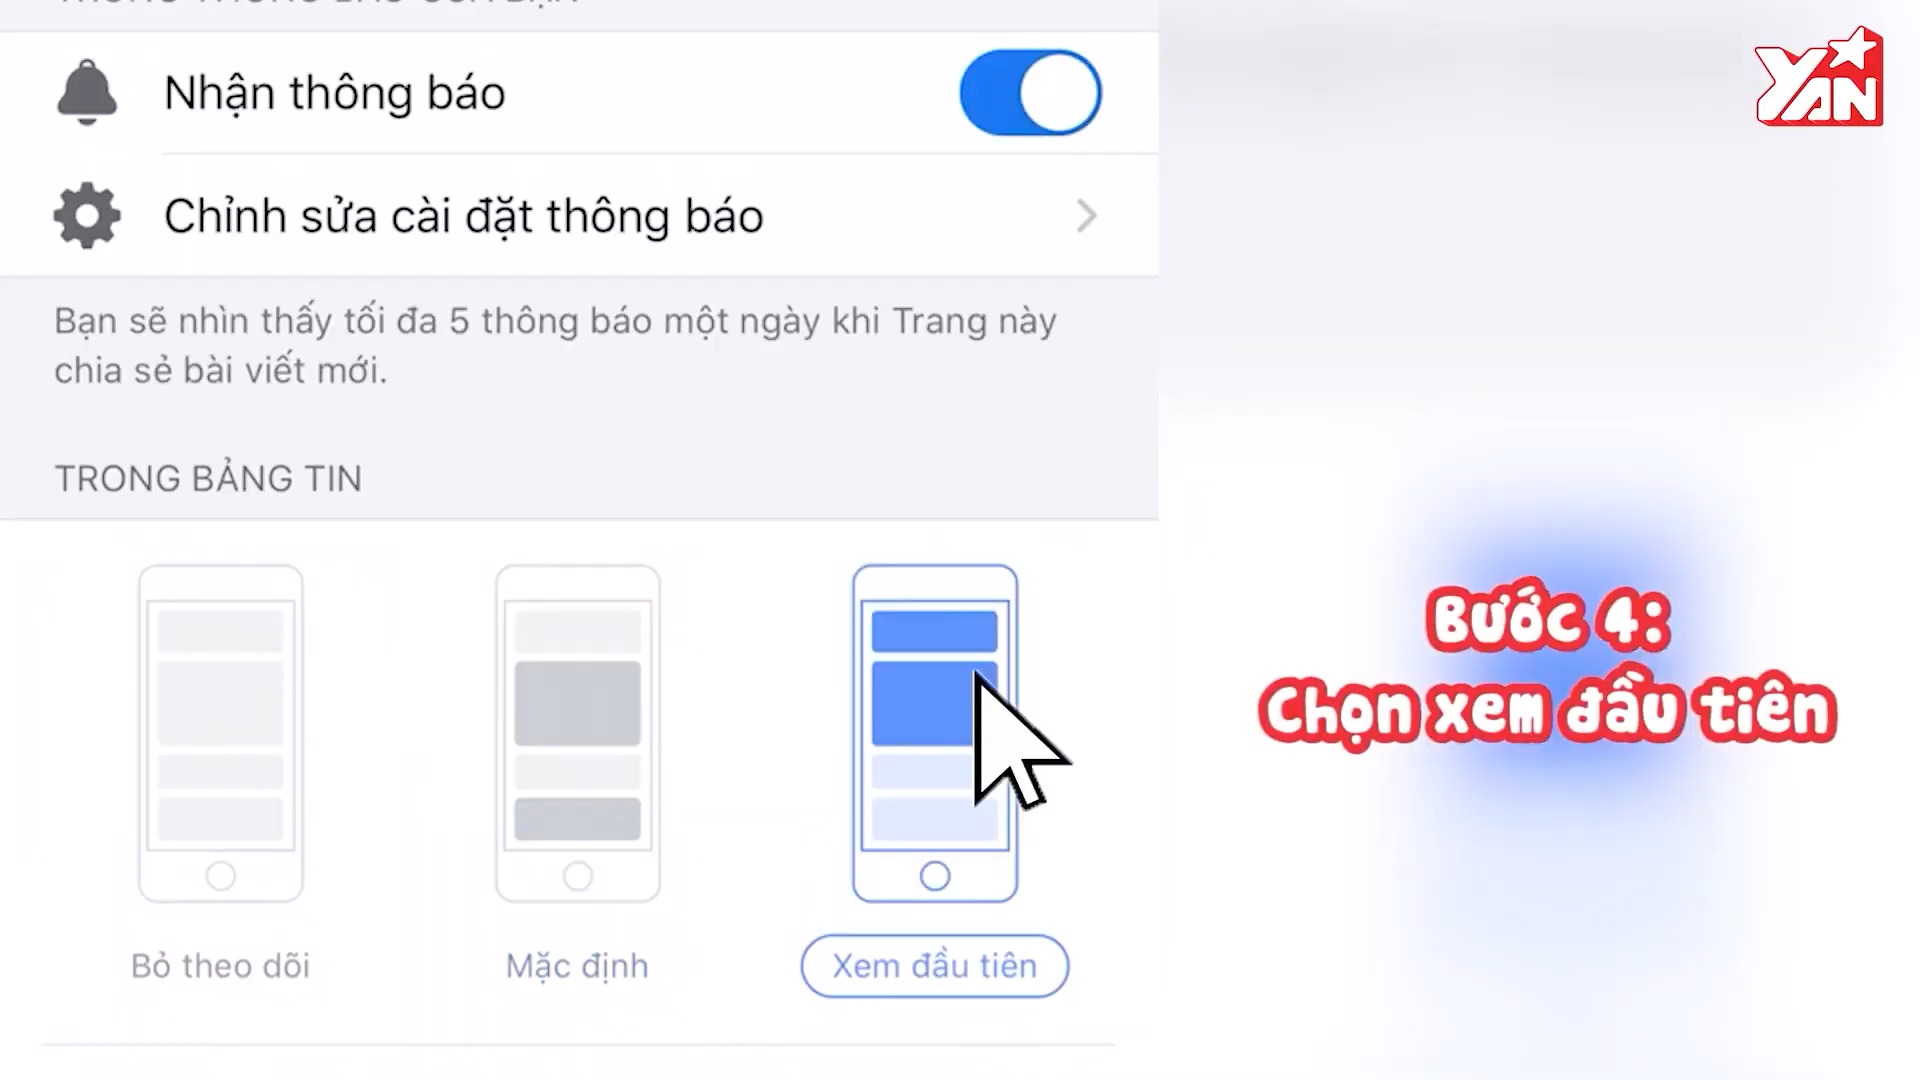 Nhận thông báo
Chỉnh sửa cài đặt thông báo
Bạn sẽ nhìn thấy tối đa 5 thông báo một ngày khi Trang này
chia sẻ bài viết mới.
TRONG BẢNG TIN
Bỏ theo dõi
Mặc định
Xem đầu tiên
YAN
Bước 4:
Chọn xem đầu tiên